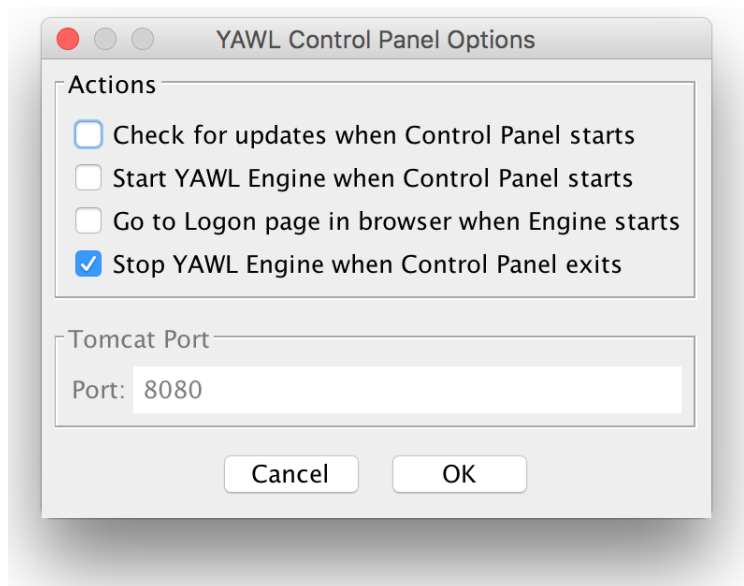 YAWL Control Panel Options
Actions
Check for updates when Control Panel starts
Start YAWL Engine when Control Panel starts
Go to Logon page in browser when Engine starts
Stop YAWL Engine when Control Panel exits
Tomcat Port
Port: 8080
Cancel OK